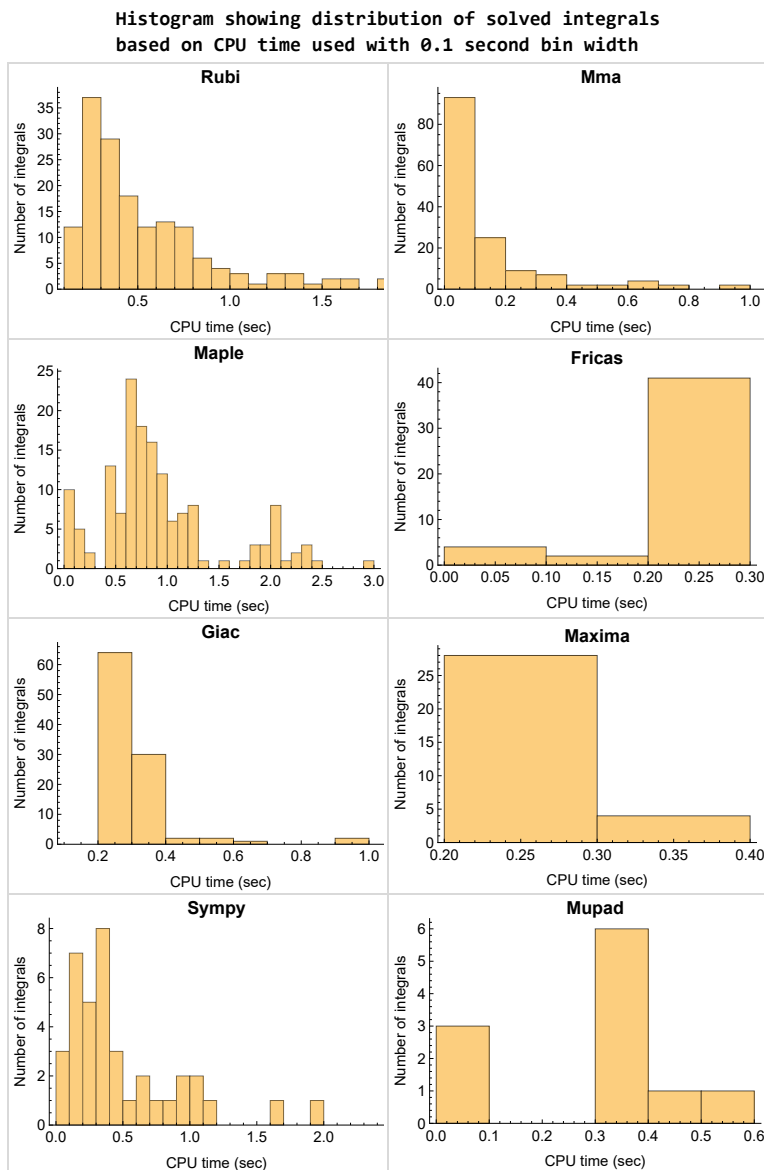 Histogram showing distribution of solved integrals
based on CPU time used with 0.1 second bin width
Rubi
Number of integrals
35
30
25
20
15
10
5
0
0.5 1.0 1.5
CPU time (sec)
Mma
Number of integrals
80
60
40
20
0
0.0 0.2 0.4 0.6 0.8 1.0
CPU time (sec)
Maple
Number of integrals
25
20
15
10
5
0
0.0 0.5 1.0 1.5 2.0 2.5 3.0
CPU time (sec)
Fricas
Number of integrals
40
30
20
10
0
0.00 0.05 0.10 0.15 0.20 0.25 0.30
CPU time (sec)
Giac
Number of integrals
60
50
40
30
20
10
0
0.2 0.4 0.6 0.8 1.0
CPU time (sec)
Maxima
Number of integrals
25
20
15
10
5
0
0.20 0.25 0.30 0.35 0.40
CPU time (sec)
Sympy
Number of integrals
8
6
4
2
0
0.0 0.5 1.0 1.5 2.0
CPU time (sec)
Mupad
Number of integrals
6
5
4
3
2
1
0
0.0 0.1 0.2 0.3 0.4 0.5 0.6
CPU time (sec)